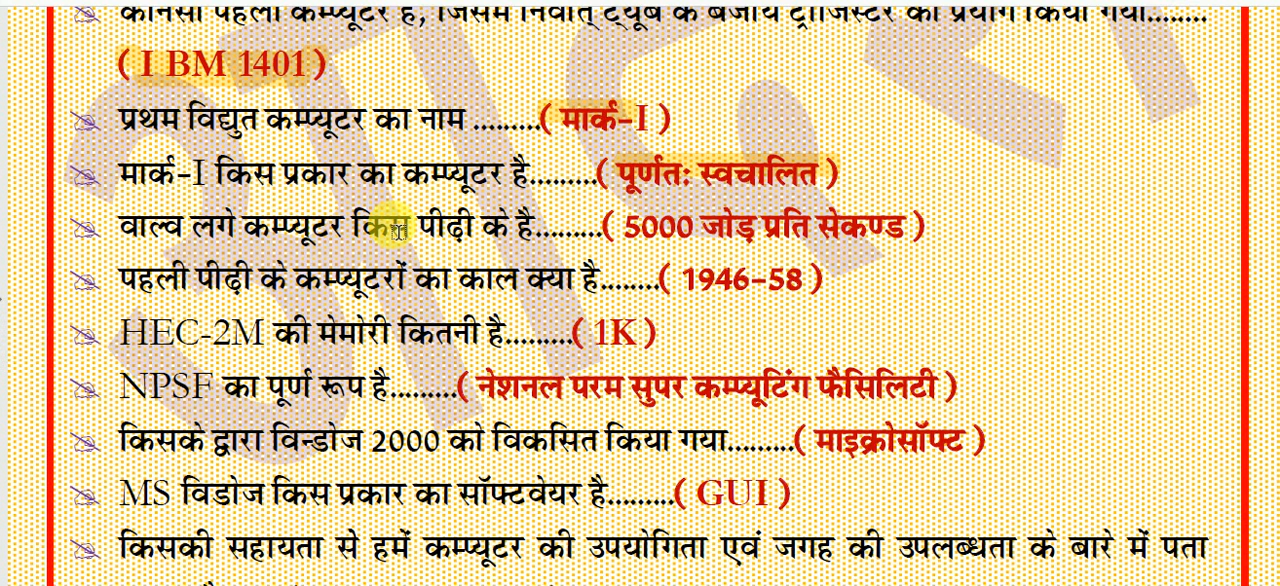 कौनसा पहला कम्प्यूटर है, जिसमें निर्वात् ट्यूब के बजाय ट्रांजिस्टर का प्रयोग किया गया........
( I BM 1401 )
प्रथम विद्युत कम्प्यूटर का नाम .........( मार्क-I )
मार्क-I किस प्रकार का कम्प्यूटर है.........( पूर्णतः स्वचालित )
वाल्व लगे कम्प्यूटर किस पीढ़ी के है.........( 5000 जोड़ प्रति सेकण्ड )
पहली पीढ़ी के कम्प्यूटरों का काल क्या है........( 1946-58 )
HEC-2M की मेमोरी कितनी है.........( 1K )
NPSF का पूर्ण रूप है.........( नेशनल परम सुपर कम्प्यूटिंग फैसिलिटी )
किसके द्वारा विन्डोज 2000 को विकसित किया गया.........( माइक्रोसॉफ्ट )
MS विडोज किस प्रकार का सॉफ्टवेयर है.........( GUI )
किसकी सहायता से हमें कम्प्यूटर की उपयोगिता एवं जगह की उपलब्धता के बारे में पता